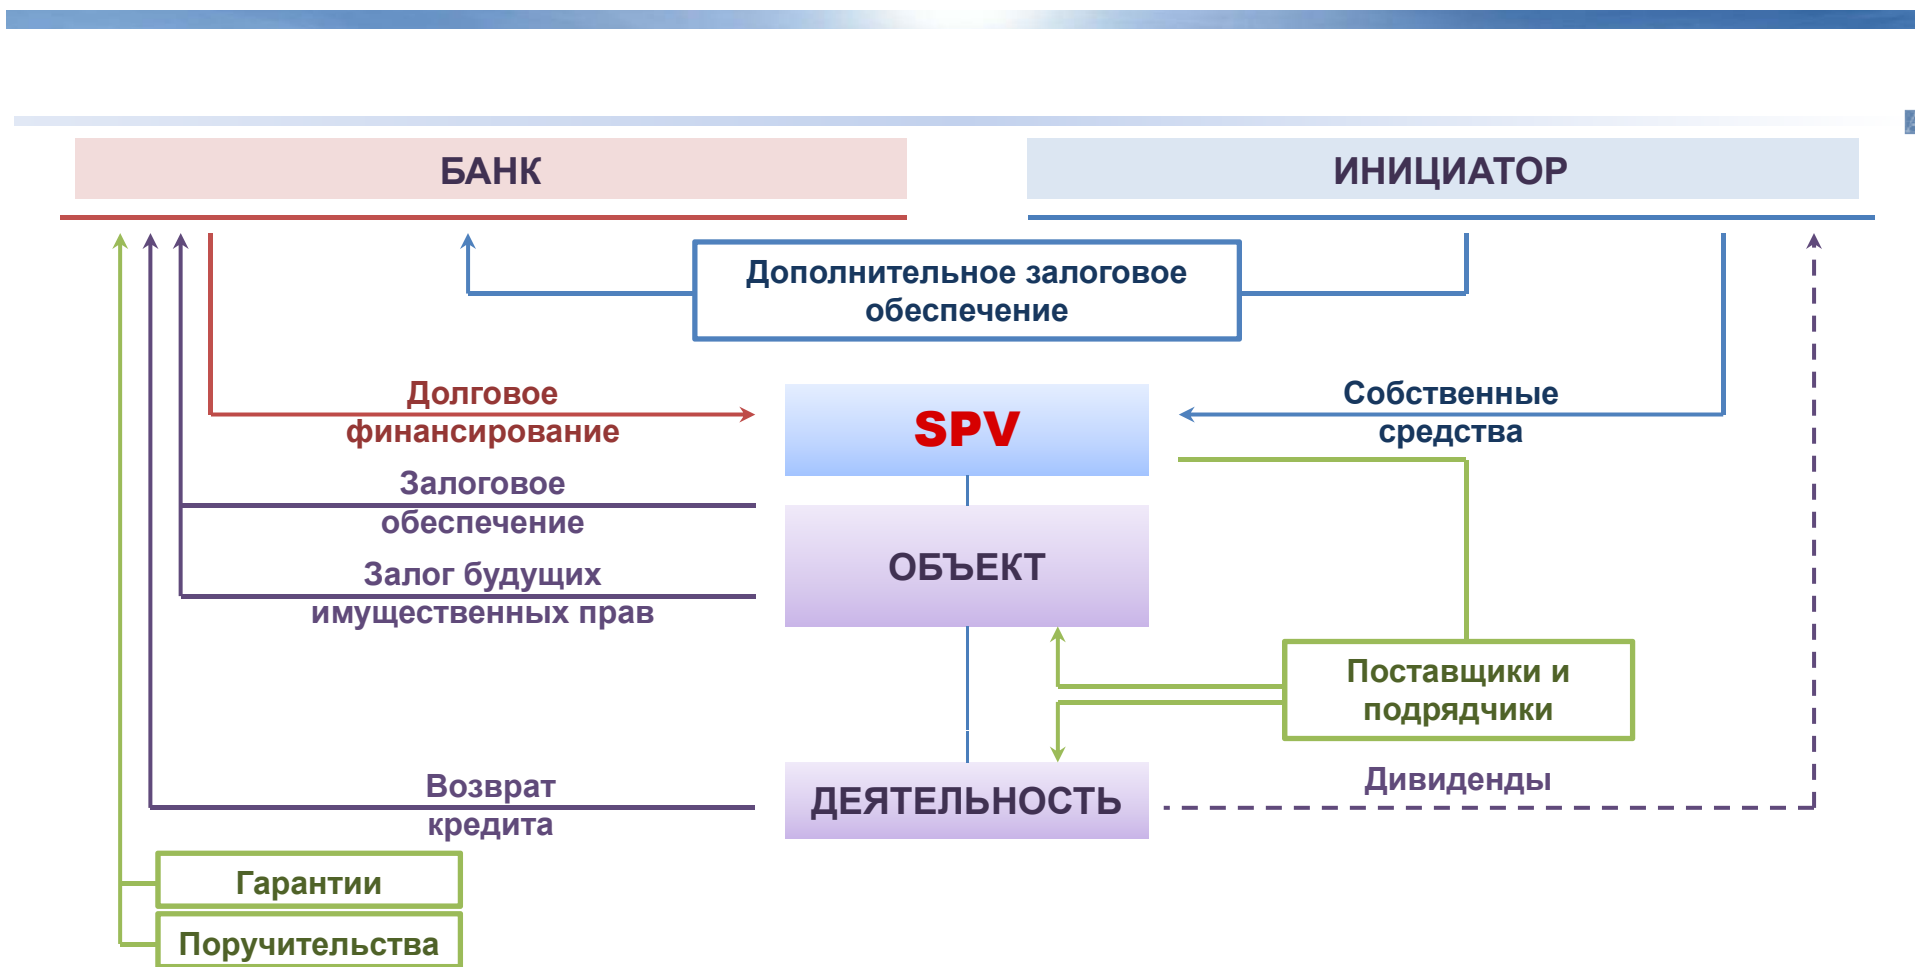 БАНК
ИНИЦИАТОР
Дополнительное залоговое
обеспечение
Долговое
финансирование
SPV
Собственные
средства
Залоговое
обеспечение
ОБЪЕКТ
Залог будущих
имущественных прав
Поставщики и
подрядчики
Возврат
кредита
ДЕЯТЕЛЬНОСТЬ
Дивиденды
Гарантии
Поручительства